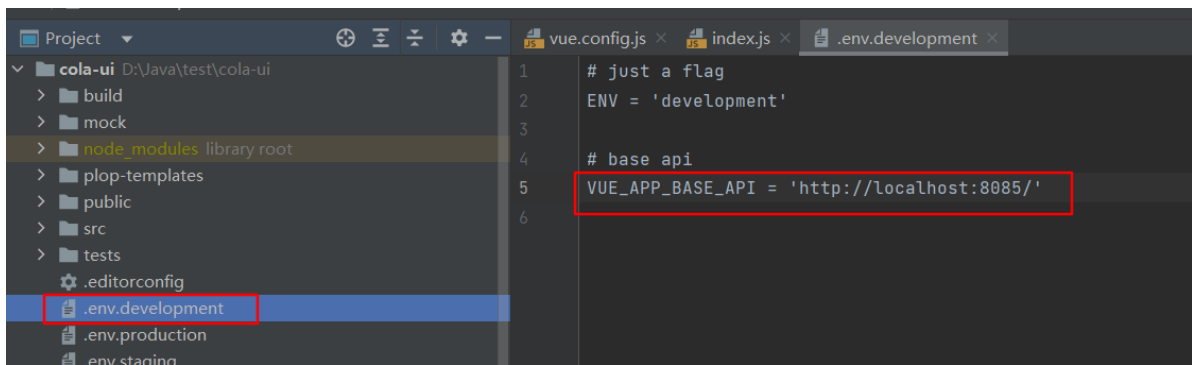 Project
cola-ui D:\Java\test\cola-ui
build
mock
node_modules library root
plop-templates
public
src
tests
.editorconfig
.env.development
.env.production
.env.staging
vue.config.js
index.js
.env.development
1 # just a flag
2 ENV = 'development'
3
4 # base api
5 VUE_APP_BASE_API = 'http://localhost:8085/'
6